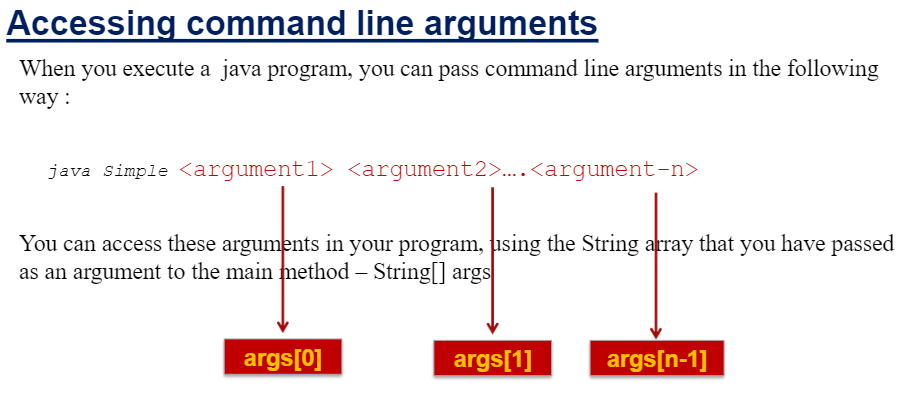 Accessing command line arguments
When you execute a java program, you can pass command line arguments in the following
way :
java Simple <argument1> <argument2>….<argument-n>
You can access these arguments in your program, using the String array that you have passed
as an argument to the main method – String[] args
args[0] args[1] args[n-1]